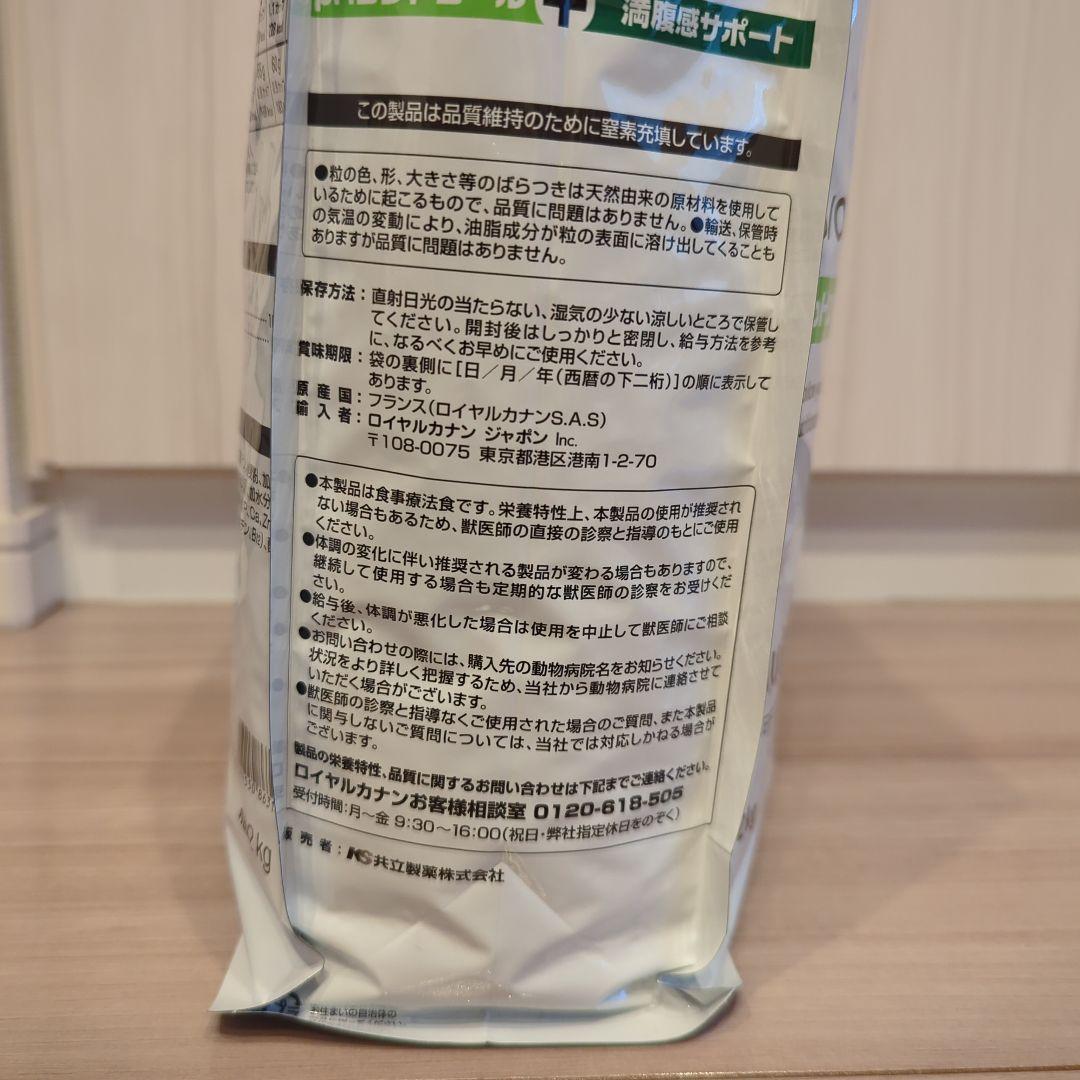 満腹感サポート
この製品は品質維持のために窒素充填しています。
●粒の色、形、大きさ等のばらつきは天然由来の原材料を使用して
いるために起こるもので、品質に問題はありません。●輸送、保管時
の気温の変動により、油脂成分が粒の表面に溶け出してくることも
ありますが品質に問題はありません。
保存方法：直射日光の当たらない、湿気の少ない涼しいところで保管し
てください。開封後はしっかりと密閉し、給与方法を参考
に、なるべくお早めにご使用ください。
賞味期限：袋の裏側に[日／月／年(西暦の下二桁)]の順に表示して
あります。
原産国：フランス(ロイヤルカナンS.A.S)
輸入者：ロイヤルカナン ジャポン Inc.
〒108-0075 東京都港区港南1-2-70
●本製品は食事療法食です。栄養特性上、本製品の使用が推奨され
ない場合もあるため、獣医師の直接の診察と指導のもとにご使用
ください。
●体調の変化に伴い推奨される製品が変わる場合もありますので、
継続して使用する場合も定期的な獣医師の診察をお受けくだ
さい。
●給与後、体調が悪化した場合は使用を中止して獣医師にご相談
ください。
●お問い合わせの際には、購入先の動物病院名をお知らせください。
状況をより詳しく把握するため、当社から動物病院に連絡させて
いただく場合がございます。
●獣医師の診察と指導なくご使用された場合のご質問、また本製品
に関与しないご質問については、当社では対応しかねる場合が
ございます。
製品の栄養特性、品質に関するお問い合わせは下記までご連絡ください。
ロイヤルカナンお客様相談室 0120-618-505
受付時間：月～金 9:30～16:00(祝日・弊社指定休日をのぞく)
販売者：KS共立製薬株式会社
お住まいの自治体の
kg